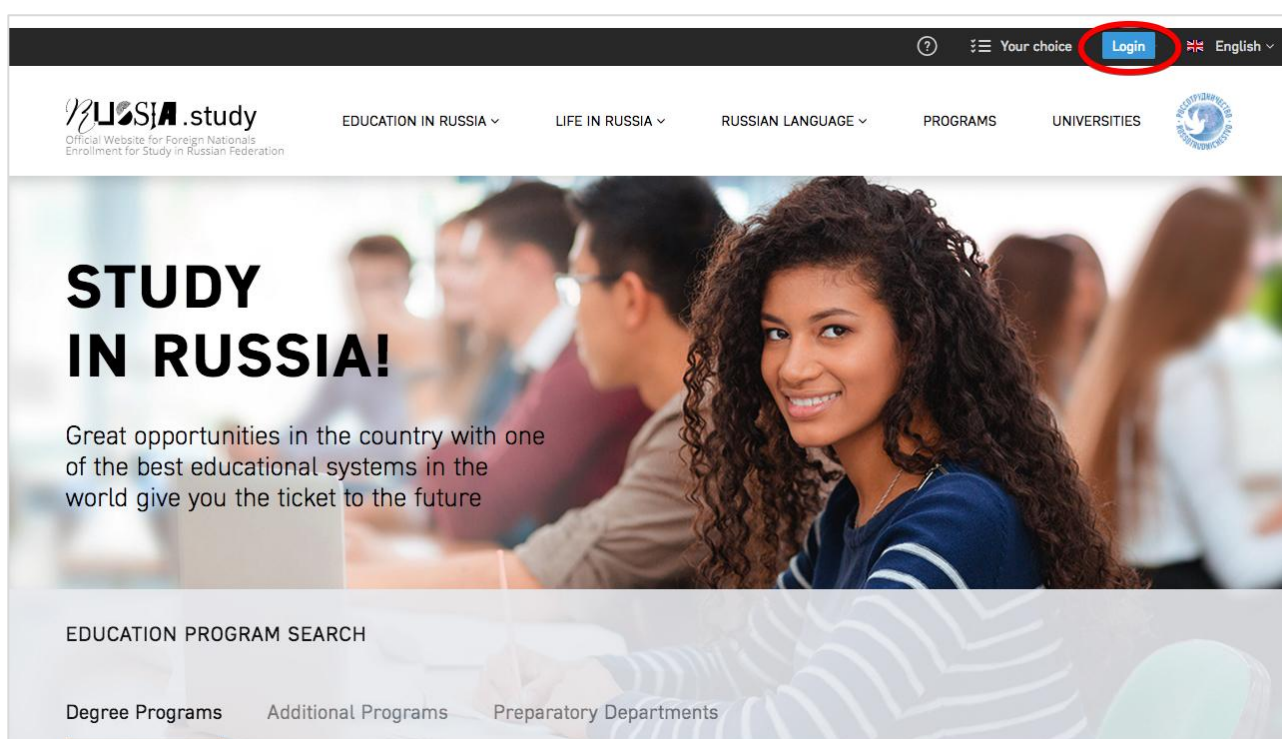 Your choice Login English
RUSSIA.study
Official Website for Foreign Nationals
Enrollment for Study in Russian Federation
EDUCATION IN RUSSIA LIFE IN RUSSIA RUSSIAN LANGUAGE PROGRAMS UNIVERSITIES
РОССОТРУДНИЧЕСТВО
ROSSOTRUDNICHESTVO
STUDY
IN RUSSIA!
Great opportunities in the country with one
of the best educational systems in the
world give you the ticket to the future
EDUCATION PROGRAM SEARCH
Degree Programs Additional Programs Preparatory Departments